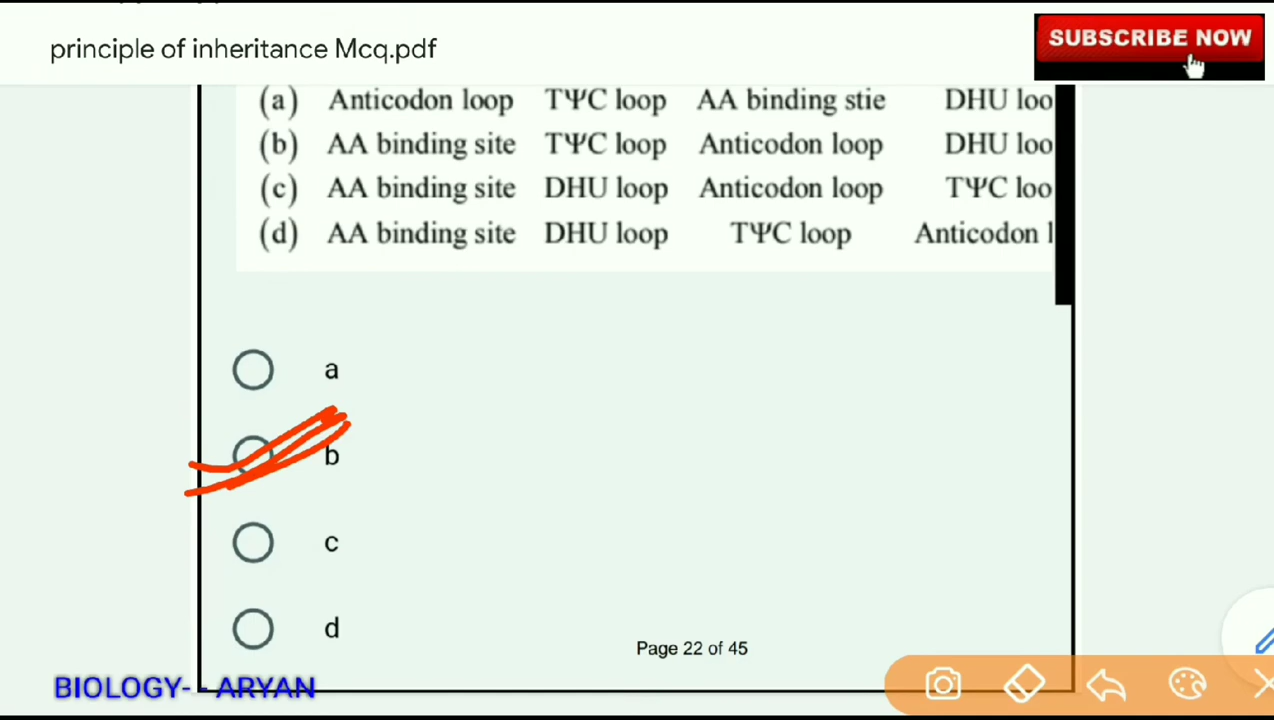 principle of inheritance Mcq.pdf
SUBSCRIBE NOW
(a) Anticodon loop TΨC loop AA binding stie DHU loo
(b) AA binding site TΨC loop Anticodon loop DHU loo
(c) AA binding site DHU loop Anticodon loop TΨC loo
(d) AA binding site DHU loop TΨC loop Anticodon l
a
b
c
d
Page 22 of 45
BIOLOGY- - ARYAN